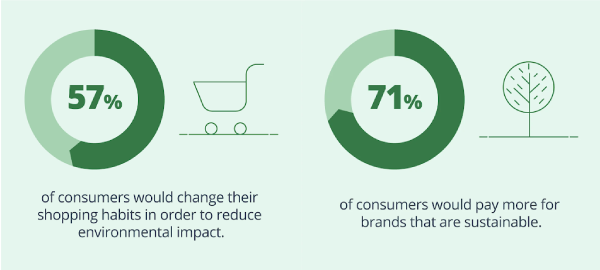 57%
of consumers would change their
shopping habits in order to reduce
environmental impact.
71%
of consumers would pay more for
brands that are sustainable.